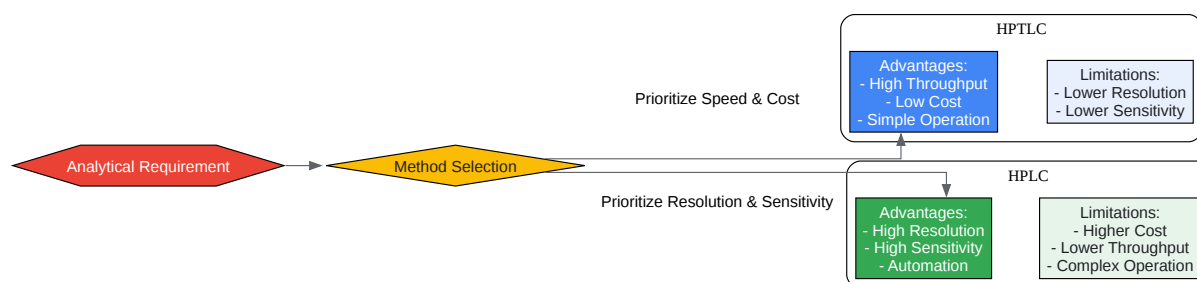 Analytical Requirement
Method Selection
Prioritize Speed & Cost
Prioritize Resolution & Sensitivity
HPTLC
Advantages:
- High Throughput
- Low Cost
- Simple Operation
Limitations:
- Lower Resolution
- Lower Sensitivity
HPLC
Advantages:
- High Resolution
- High Sensitivity
- Automation
Limitations:
- Higher Cost
- Lower Throughput
- Complex Operation